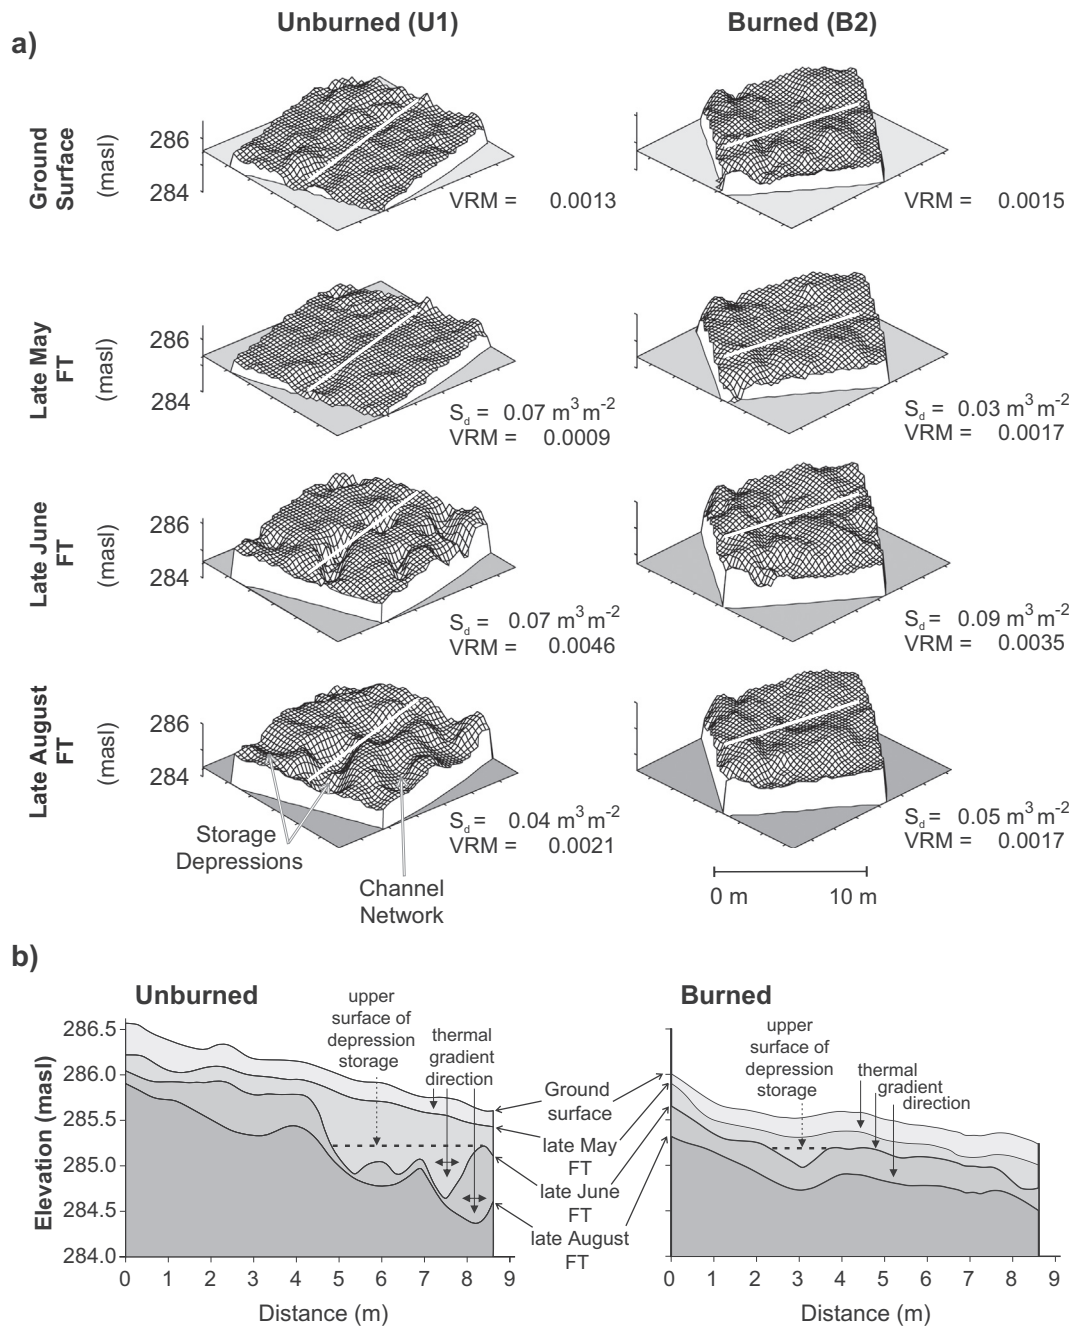 Unburned (U1)
Burned (B2)
a)
Ground
Surface
(masl)
286
284
VRM = 0.0013
VRM = 0.0015
Late May
FT
(masl)
286
284
S_d = 0.07 m³ m⁻²
VRM = 0.0009
S_d = 0.03 m³ m⁻²
VRM = 0.0017
Late June
FT
(masl)
286
284
S_d = 0.07 m³ m⁻²
VRM = 0.0046
S_d = 0.09 m³ m⁻²
VRM = 0.0035
Late August
FT
(masl)
286
284
S_d = 0.04 m³ m⁻²
VRM = 0.0021
S_d = 0.05 m³ m⁻²
VRM = 0.0017
Storage
Depressions
Channel
Network
0 m 10 m
b)
Unburned
Elevation (masl)
286.5
286.0
285.5
285.0
284.5
284.0
upper
surface of
depression
storage
thermal
gradient
direction
Ground
surface
late May
FT
late June
FT
late August
FT
0 1 2 3 4 5 6 7 8 9
Distance (m)
Burned
upper
surface of
depression
storage
thermal
gradient
direction
0 1 2 3 4 5 6 7 8 9
Distance (m)